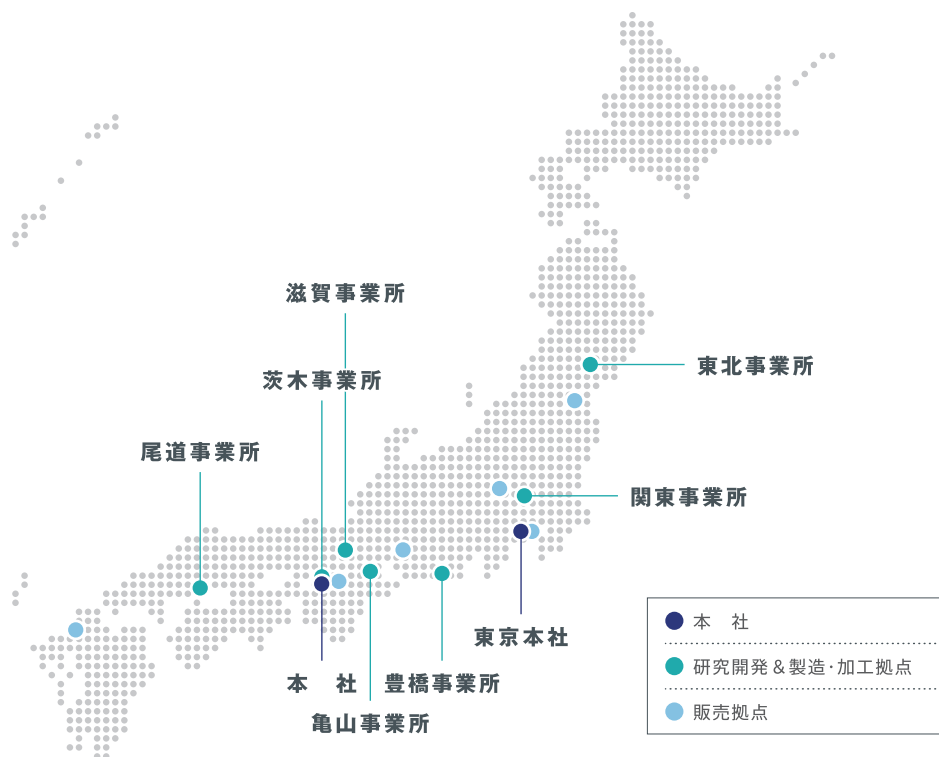 滋賀事業所
茨木事業所
尾道事業所
東北事業所
関東事業所
東京本社
本　社
豊橋事業所
亀山事業所
本　社
研究開発＆製造・加工拠点
販売拠点